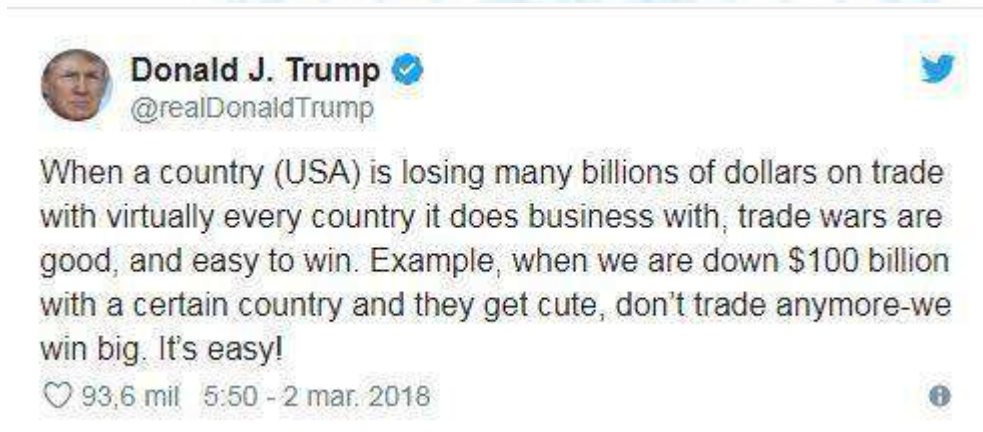 Donald J. Trump
@realDonaldTrump
When a country (USA) is losing many billions of dollars on trade
with virtually every country it does business with, trade wars are
good, and easy to win. Example, when we are down $100 billion
with a certain country and they get cute, don't trade anymore-we
win big. It's easy!
93,6 mil 5:50 - 2 mar. 2018